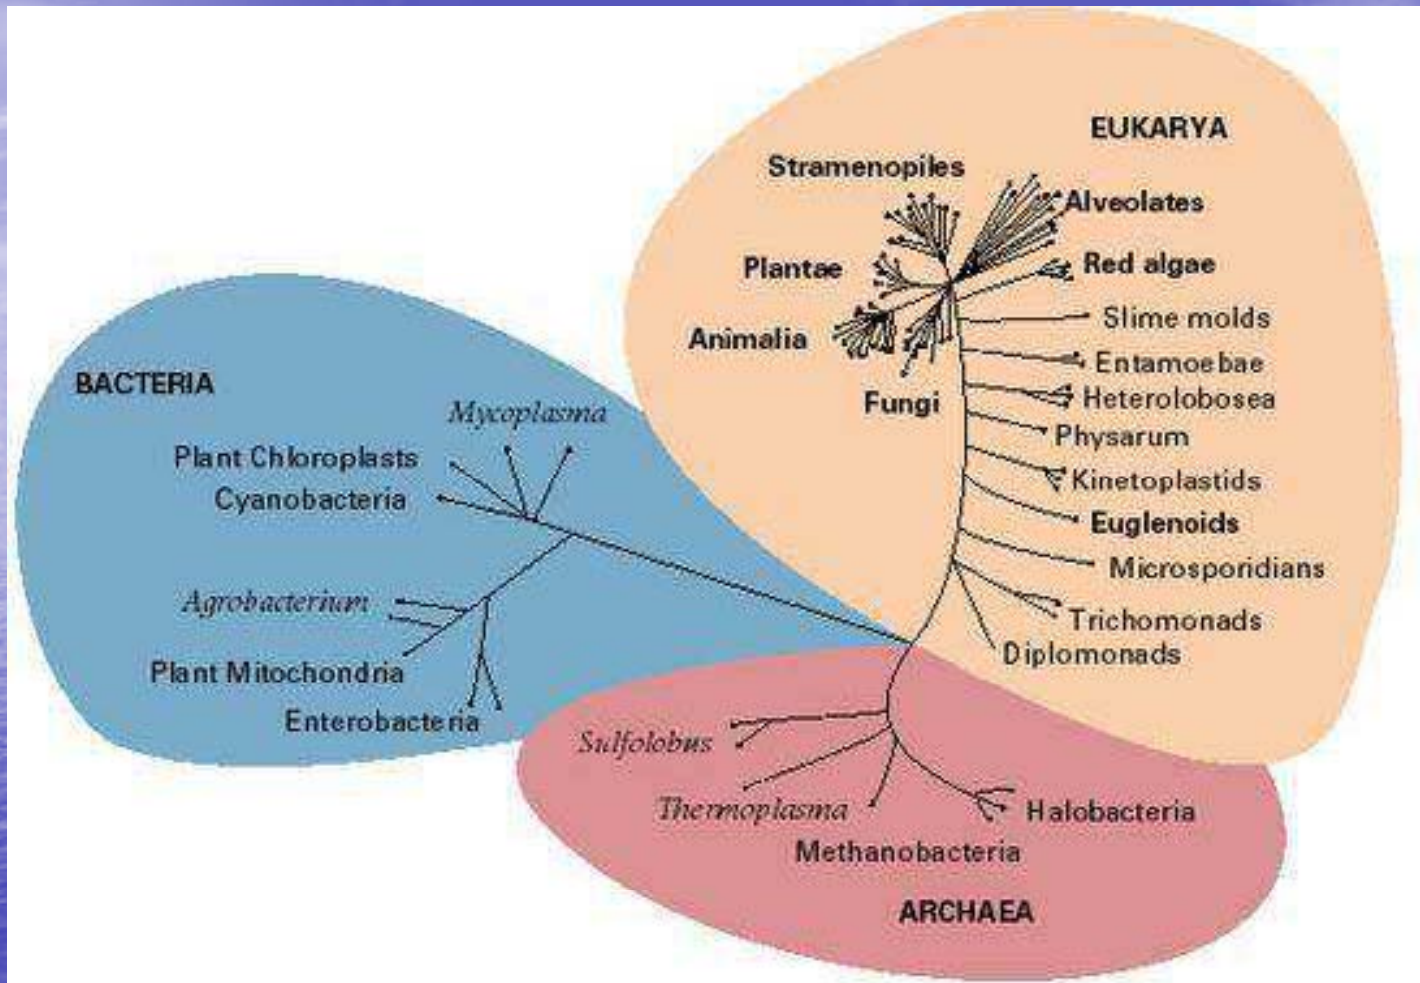 EUKARYA
Stramenopiles
Alveolates
Plantae
Red algae
Animalia
Slime molds
Entamoebae
Fungi
Heterolobosea
Physarum
Kinetoplastids
Euglenoids
Microsporidians
Trichomonads
Diplomonads
BACTERIA
Mycoplasma
Plant Chloroplasts
Cyanobacteria
Agrobacterium
Plant Mitochondria
Enterobacteria
Sulfolobus
Thermoplasma
Halobacteria
Methanobacteria
ARCHAEA